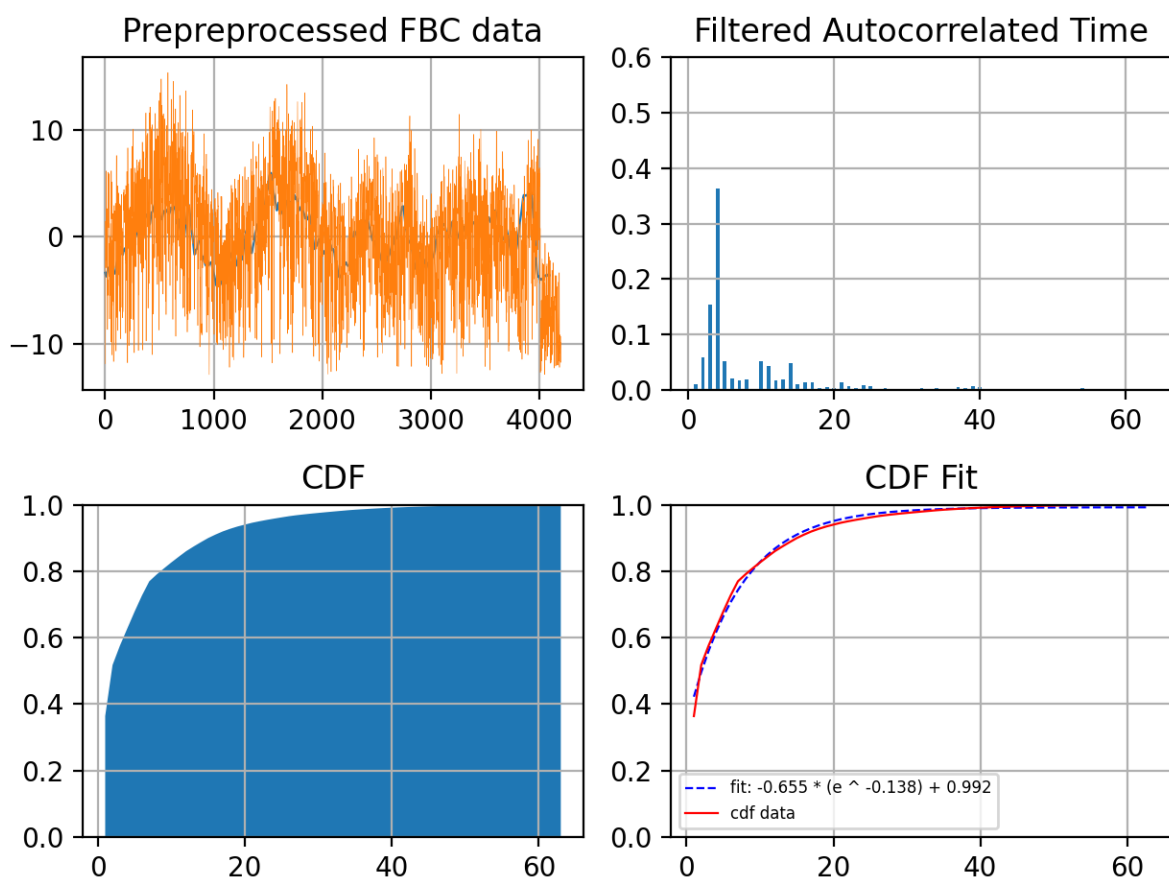 Prepreprocessed FBC data
10
0
−10
0 1000 2000 3000 4000
Filtered Autocorrelated Time
0.6
0.5
0.4
0.3
0.2
0.1
0.0
0 20 40 60
CDF
1.0
0.8
0.6
0.4
0.2
0.0
0 20 40 60
CDF Fit
1.0
0.8
0.6
0.4
0.2
0.0
fit: -0.655 * (e ^ -0.138) + 0.992
cdf data
0 20 40 60